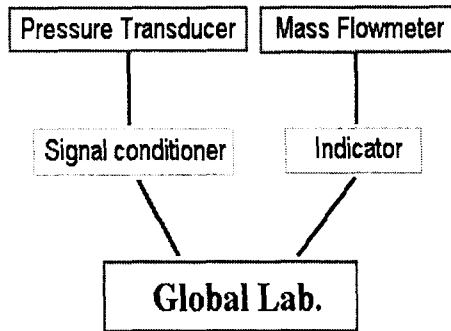 Pressure Transducer
Mass Flowmeter
Signal conditioner
Indicator
Global Lab.